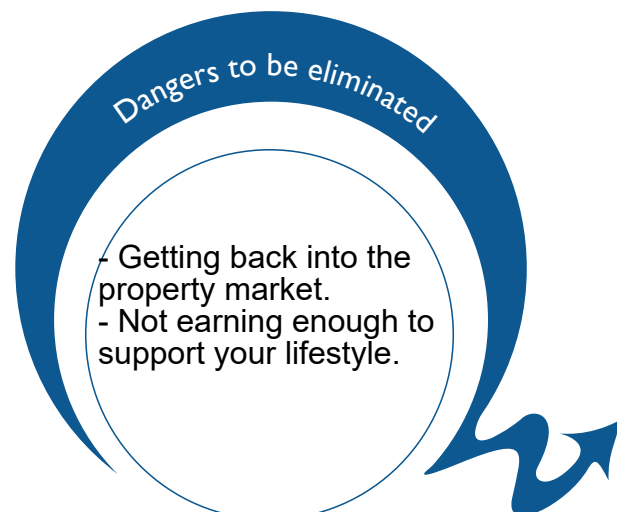 Dangers to be eliminated
- Getting back into the
property market.
- Not earning enough to
support your lifestyle.